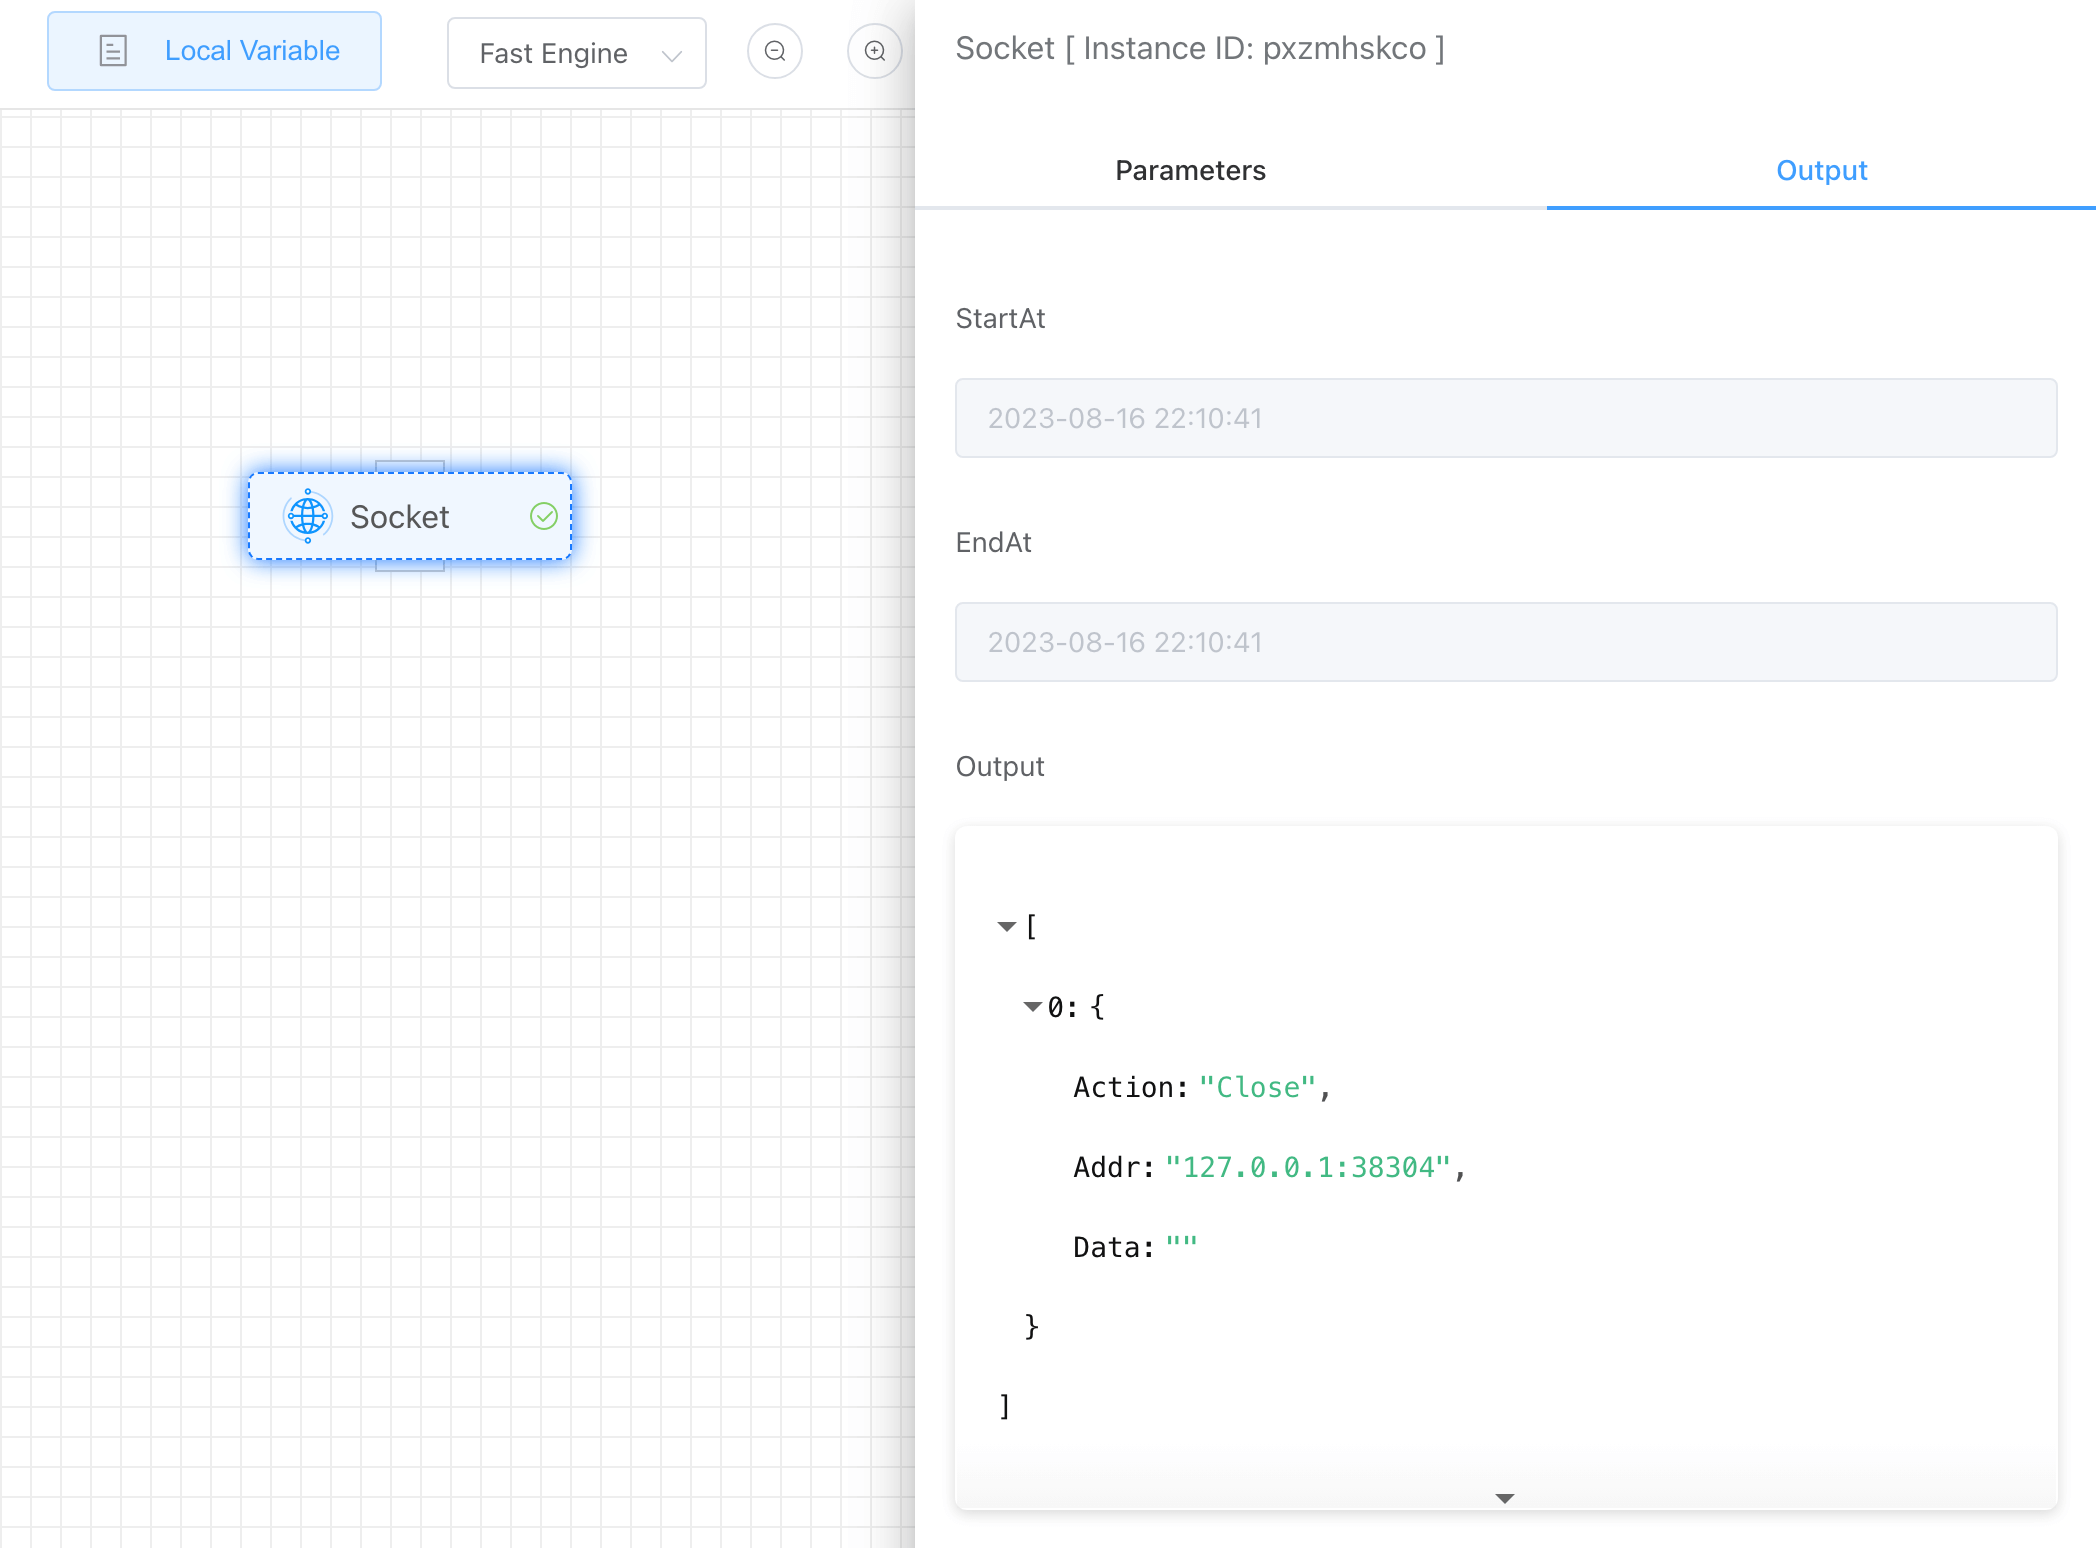 Local Variable
Fast Engine
Socket [ Instance ID: pxzmhskco ]
Parameters
Output
StartAt
2023-08-16 22:10:41
EndAt
2023-08-16 22:10:41
Output
Socket
[
0: {
Action: "Close",
Addr: "127.0.0.1:38304",
Data: ""
}
]